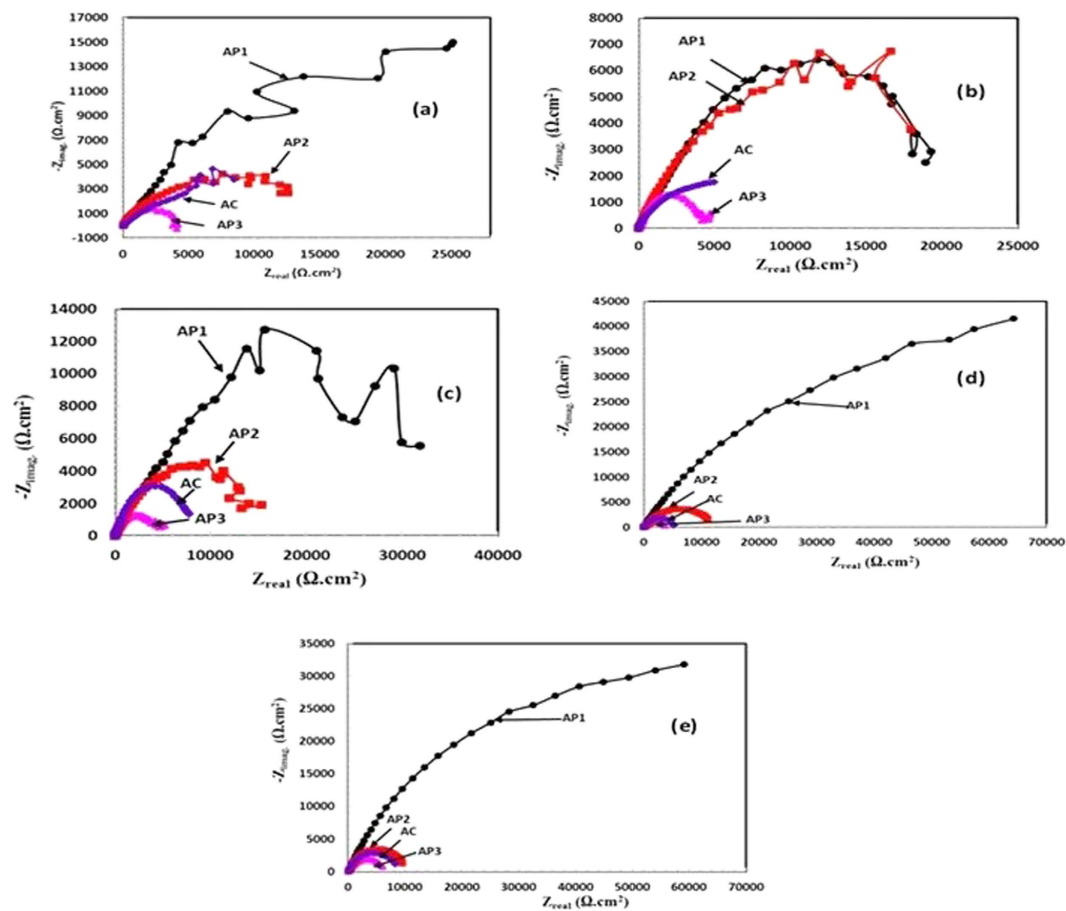 17000
15000
13000
11000
9000
7000
5000
3000
1000
-1000
-Zimag. (Ω.cm²)
AP1
(a)
AP2
AC
AP3
0 5000 10000 15000 20000 25000
Zreal (Ω.cm²)
8000
7000
6000
5000
4000
3000
2000
1000
0
-Zimag. (Ω.cm²)
AP1
AP2
(b)
AC
AP3
0 5000 10000 15000 20000 25000
Zreal (Ω.cm²)
14000
12000
10000
8000
6000
4000
2000
0
-Zimag. (Ω.cm²)
AP1
(c)
AP2
AC
AP3
0 10000 20000 30000 40000
Zreal (Ω.cm²)
45000
40000
35000
30000
25000
20000
15000
10000
5000
0
-Zimag. (Ω.cm²)
(d)
AP1
AP2
AC
AP3
0 10000 20000 30000 40000 50000 60000 70000
Zreal (Ω.cm²)
35000
30000
25000
20000
15000
10000
5000
0
-Zimag. (Ω.cm²)
AP1
(e)
AP2
AC
AP3
0 10000 20000 30000 40000 50000 60000 70000
Zreal (Ω.cm²)